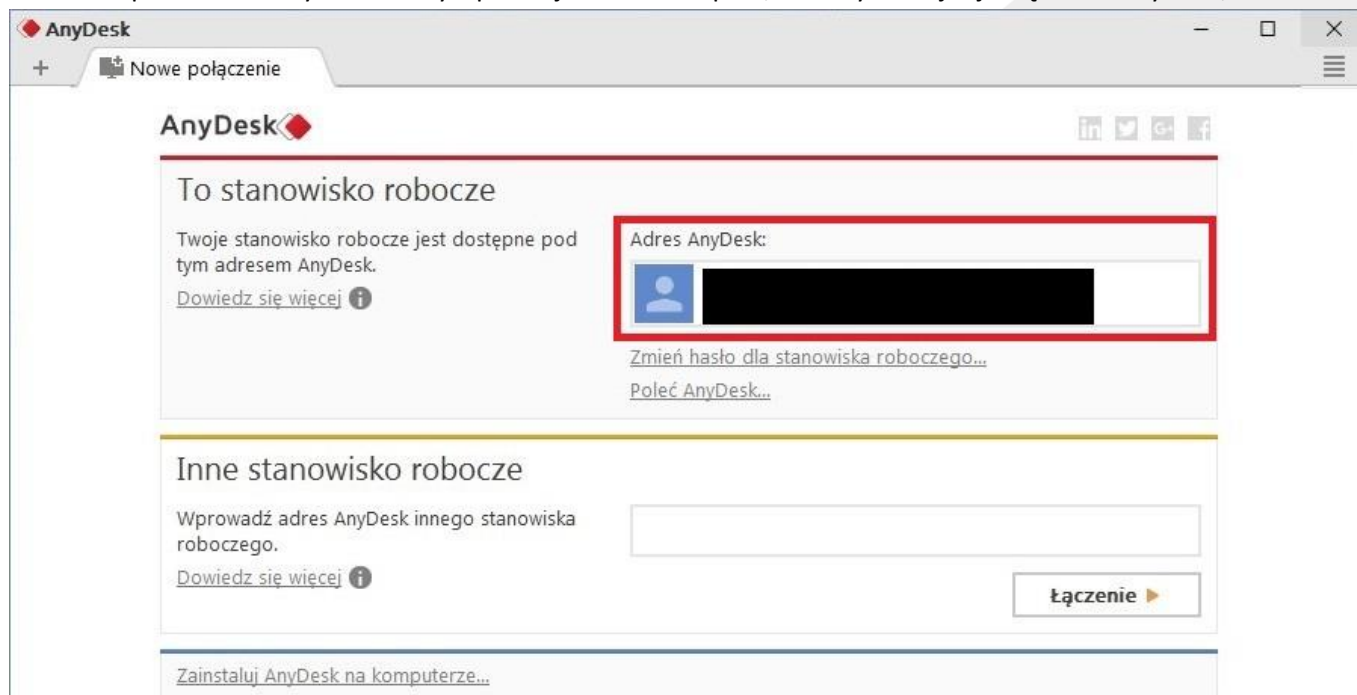 AnyDesk
+ Nowe połączenie
AnyDesk
in G+ f
To stanowisko robocze
Twoje stanowisko robocze jest dostępne pod
tym adresem AnyDesk.
Dowiedz się więcej i
Adres AnyDesk:
Zmień hasło dla stanowiska roboczego...
Poleć AnyDesk...
Inne stanowisko robocze
Wprowadź adres AnyDesk innego stanowiska
roboczego.
Dowiedz się więcej i
Łączenie
Zainstaluj AnyDesk na komputerze...